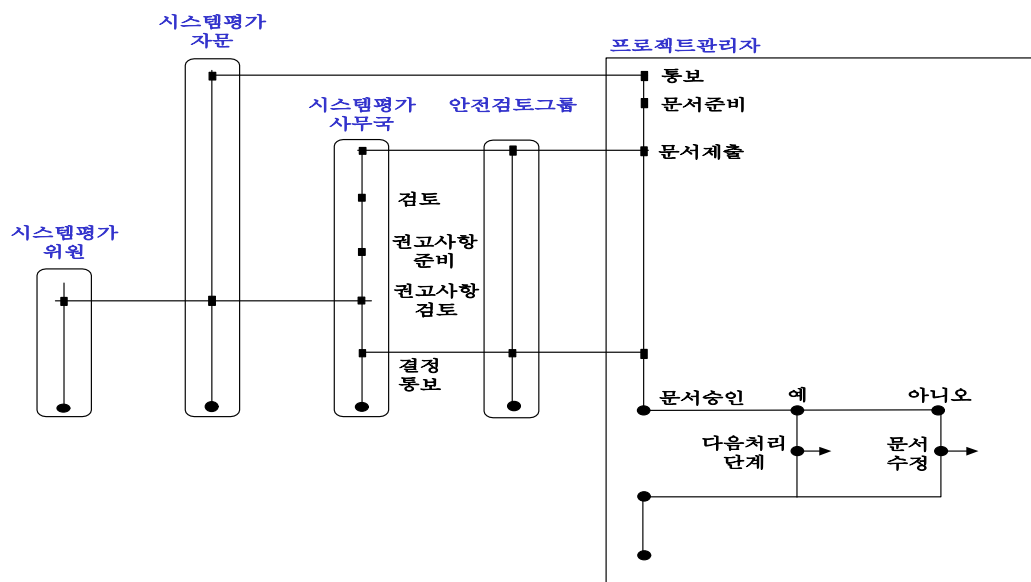 시스템평가
자문
프로젝트관리자
통보
시스템평가
사무국
안전검토그룹
문서준비
문서제출
검토
시스템평가
위원
권고사항
준비
권고사항
검토
결정
통보
문서승인
예
아니오
다음처리
단계
문서
수정